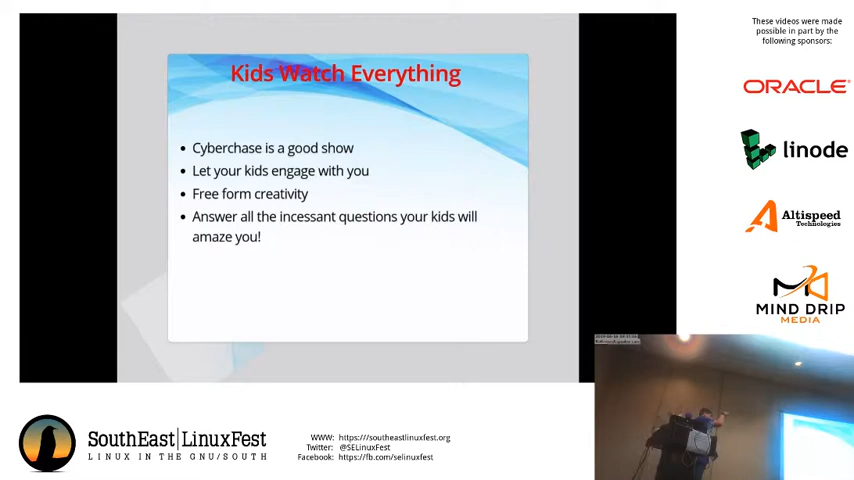 These videos were made
possible in part by the
following sponsors:
Kids Watch Everything
ORACLE®
Cyberchase is a good show
Let your kids engage with you
Free form creativity
Answer all the incessant questions your kids will
amaze you!
linode
Altispeed
Technologies
MIND DRIP
MEDIA
SouthEast|LinuxFest
LINUX IN THE GNU/SOUTH
WWW: https:///southeastlinuxfest.org
Twitter: @SELinuxFest
Facebook: https://fb.com/selinuxfest